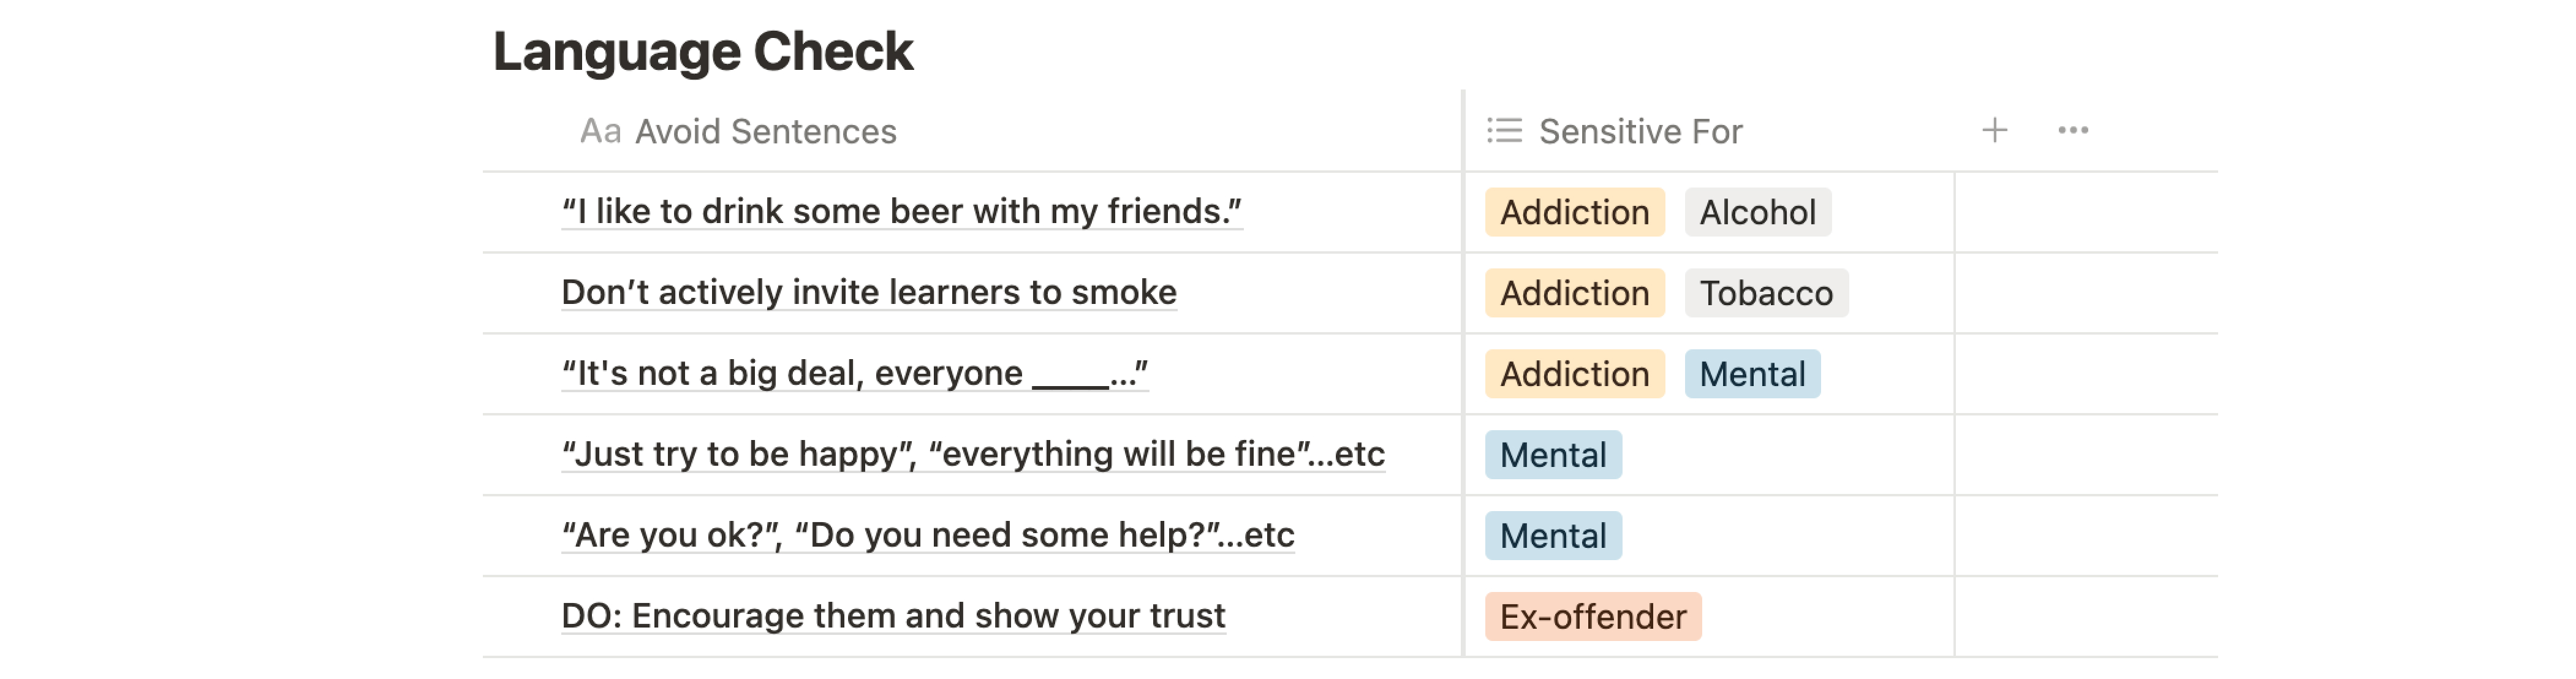 Language Check
Aa Avoid Sentences Sensitive For
“I like to drink some beer with my friends.” Addiction Alcohol
Don’t actively invite learners to smoke Addiction Tobacco
“It's not a big deal, everyone _____...” Addiction Mental
“Just try to be happy”, “everything will be fine”...etc Mental
“Are you ok?”, “Do you need some help?”...etc Mental
DO: Encourage them and show your trust Ex-offender